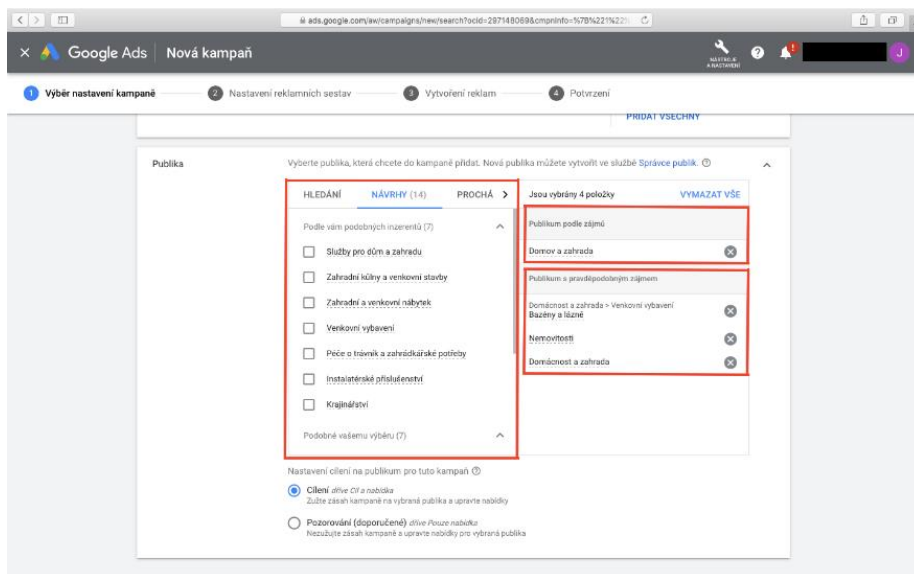 ads.google.com/aw/campaigns/new/search?ocid=297148069&cmpnInfo=%7B%221%22
Google Ads Nová kampaň
NÁSTROJE
A NASTAVENÍ
J
1 Výběr nastavení kampaně 2 Nastavení reklamních sestav 3 Vytvoření reklam 4 Potvrzení
PŘIDAT VŠECHNY
Publika
Vyberte publika, která chcete do kampaně přidat. Nová publika můžete vytvořit ve službě Správce publik.
HLEDÁNÍ NÁVRHY (14) PROCHÁ
Jsou vybrány 4 položky VYMAZAT VŠE
Podle vám podobných inzerentů (7)
Služby pro dům a zahradu
Zahradní kůlny a venkovní stavby
Zahradní a venkovní nábytek
Venkovní vybavení
Péče o trávník a zahrádkářské potřeby
Instalatérské příslušenství
Krajinářství
Podobné vašemu výběru (7)
Publikum podle zájmů
Domov a zahrada
Publikum s pravděpodobným zájmem
Domácnost a zahrada > Venkovní vybavení
Bazény a lázně
Nemovitosti
Domácnost a zahrada
Nastavení cílení na publikum pro tuto kampaň
Cílení dříve Cíl a nabídka
Zužte zásah kampaně na vybraná publika a upravte nabídky
Pozorování (doporučené) dříve Pouze nabídka
Nezužujte zásah kampaně a upravte nabídky pro vybraná publika